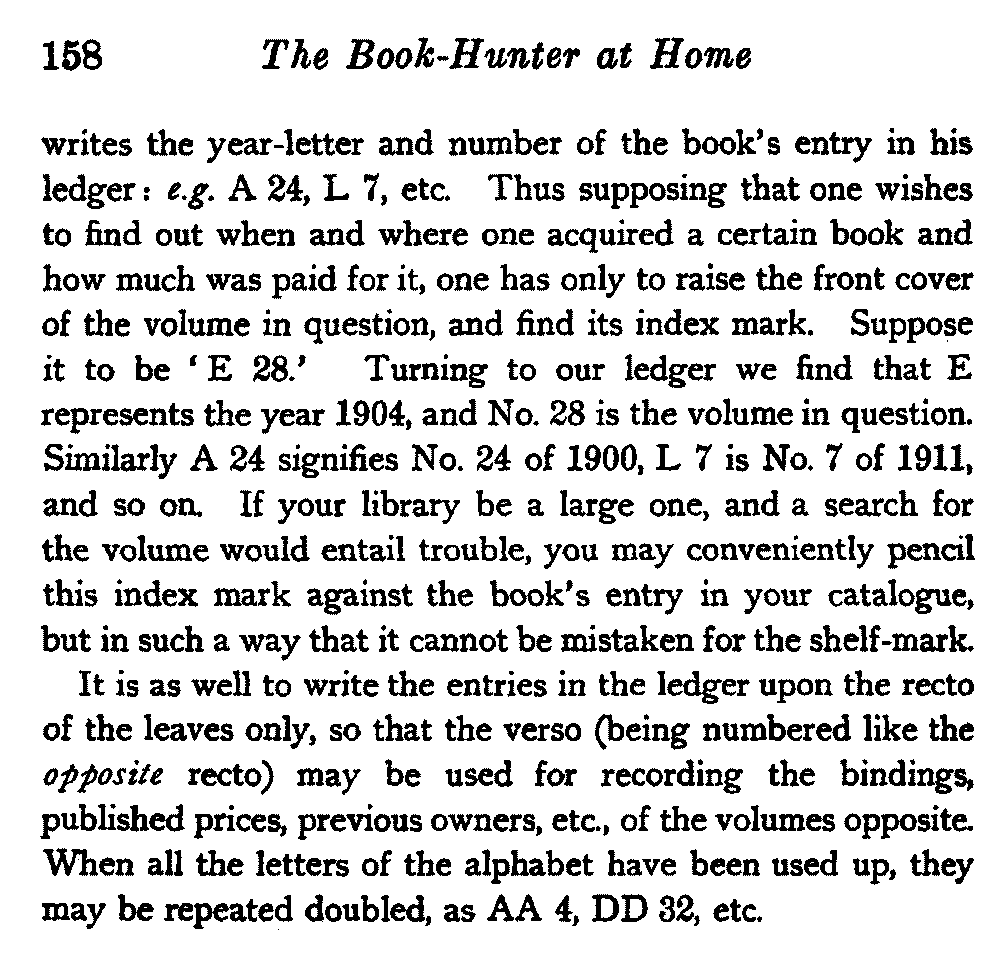 158 The Book-Hunter at Home
writes the year-letter and number of the book's entry in his
ledger: e.g. A 24, L 7, etc. Thus supposing that one wishes
to find out when and where one acquired a certain book and
how much was paid for it, one has only to raise the front cover
of the volume in question, and find its index mark. Suppose
it to be ‘E 28.’ Turning to our ledger we find that E
represents the year 1904, and No. 28 is the volume in question.
Similarly A 24 signifies No. 24 of 1900, L 7 is No. 7 of 1911,
and so on. If your library be a large one, and a search for
the volume would entail trouble, you may conveniently pencil
this index mark against the book's entry in your catalogue,
but in such a way that it cannot be mistaken for the shelf-mark.
It is as well to write the entries in the ledger upon the recto
of the leaves only, so that the verso (being numbered like the
opposite recto) may be used for recording the bindings,
published prices, previous owners, etc., of the volumes opposite.
When all the letters of the alphabet have been used up, they
may be repeated doubled, as AA 4, DD 32, etc.